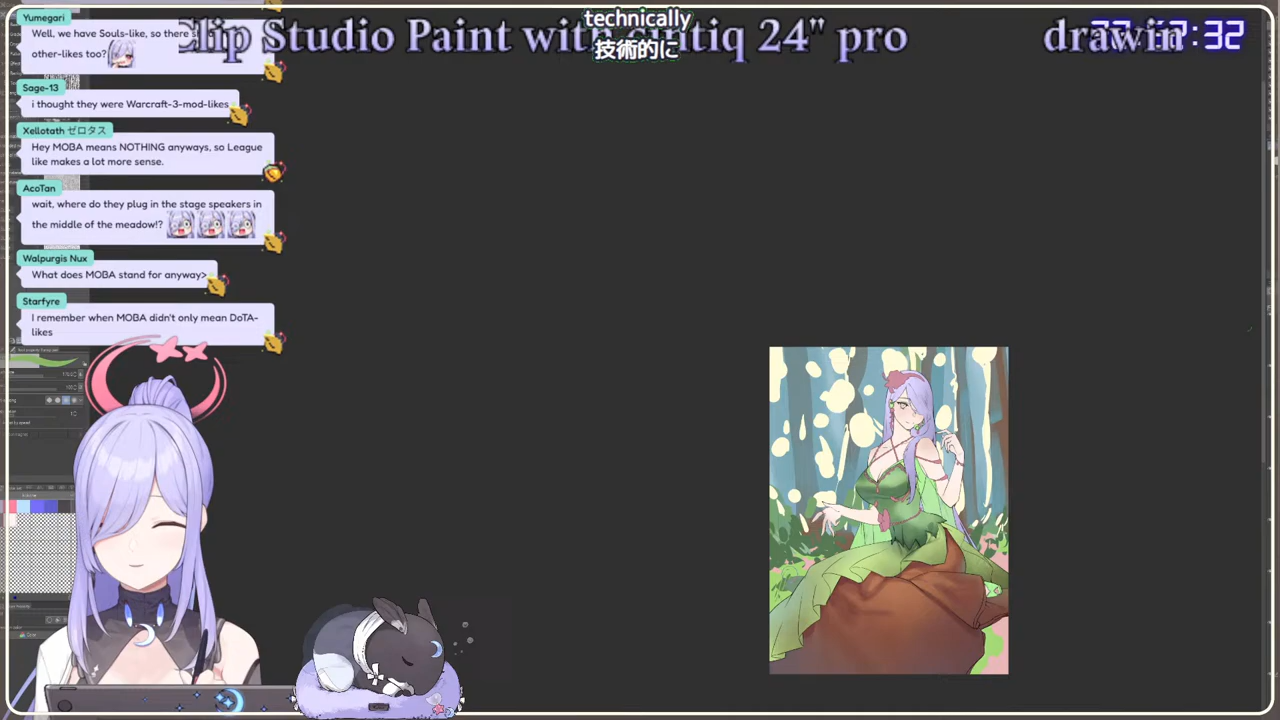 technically
技術的に
Clip Studio Paint with cintiq 24" pro
drawin
Yumegari
Well, we have Souls-like, so there
other-likes too?
Sage-13
i thought they were Warcraft-3-mod-likes
Xellotath ゼロタス
Hey MOBA means NOTHING anyways, so League
like makes a lot more sense.
AcoTan
wait, where do they plug in the stage speakers in
the middle of the meadow!?
Walpurgis Nux
What does MOBA stand for anyway>
Starfyre
I remember when MOBA didn't only mean DoTA-
likes